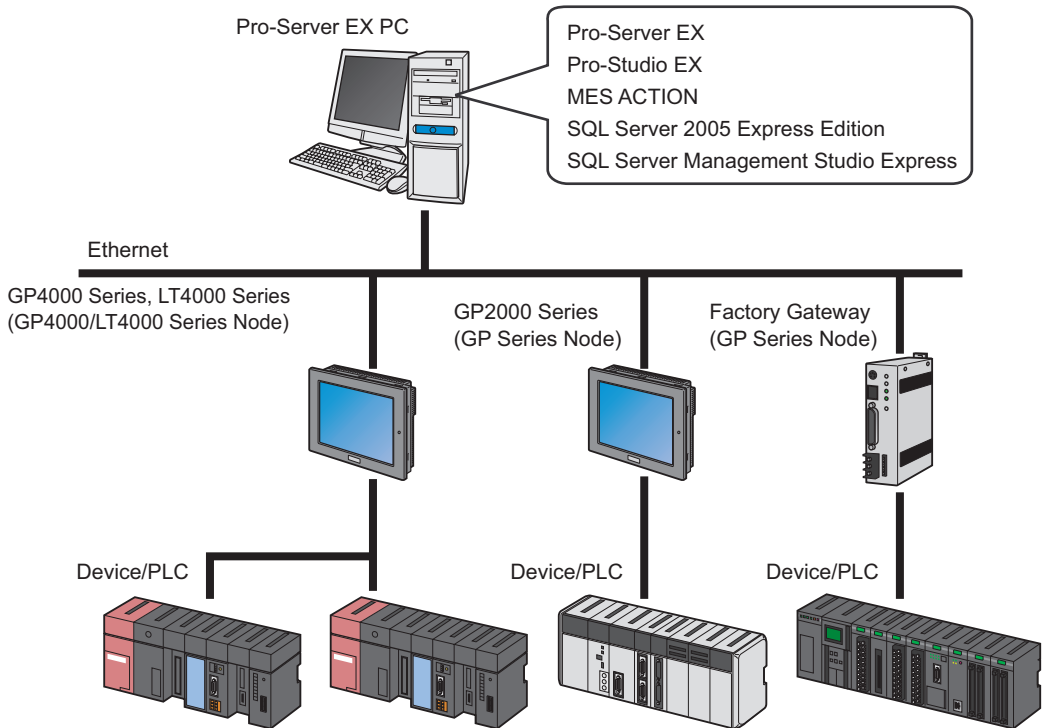 Pro-Server EX PC
Pro-Server EX
Pro-Studio EX
MES ACTION
SQL Server 2005 Express Edition
SQL Server Management Studio Express
Ethernet
GP4000 Series, LT4000 Series
(GP4000/LT4000 Series Node)
GP2000 Series
(GP Series Node)
Factory Gateway
(GP Series Node)
Device/PLC
Device/PLC
Device/PLC